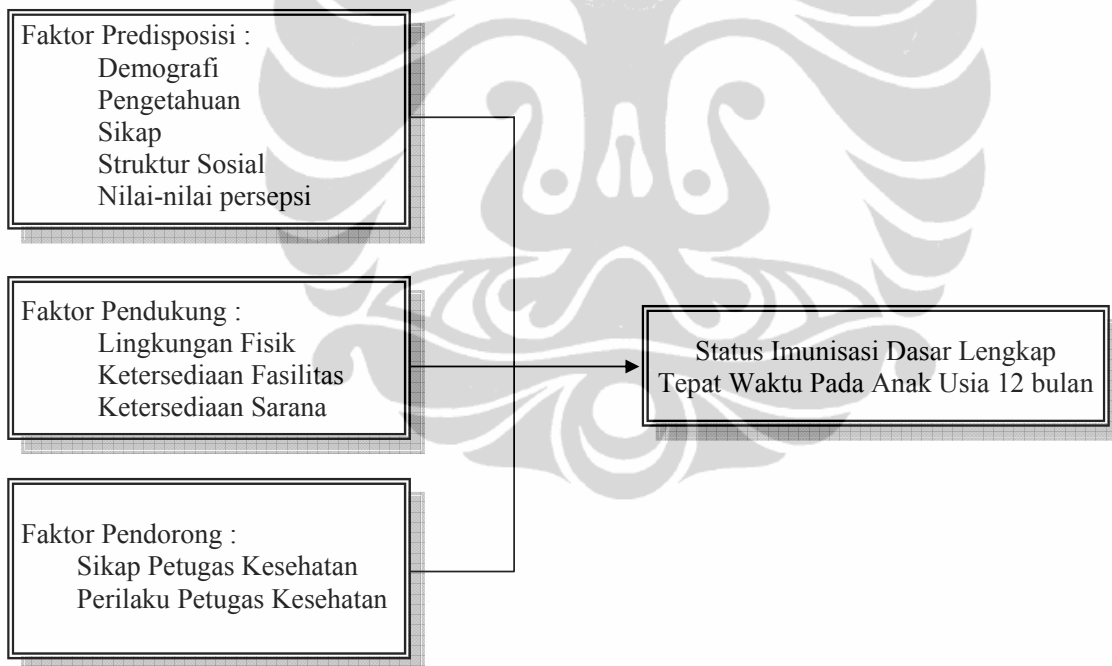 Faktor Predisposisi :
Demografi
Pengetahuan
Sikap
Struktur Sosial
Nilai-nilai persepsi
Faktor Pendukung :
Lingkungan Fisik
Ketersediaan Fasilitas
Ketersediaan Sarana
Faktor Pendorong :
Sikap Petugas Kesehatan
Perilaku Petugas Kesehatan
Status Imunisasi Dasar Lengkap
Tepat Waktu Pada Anak Usia 12 bulan